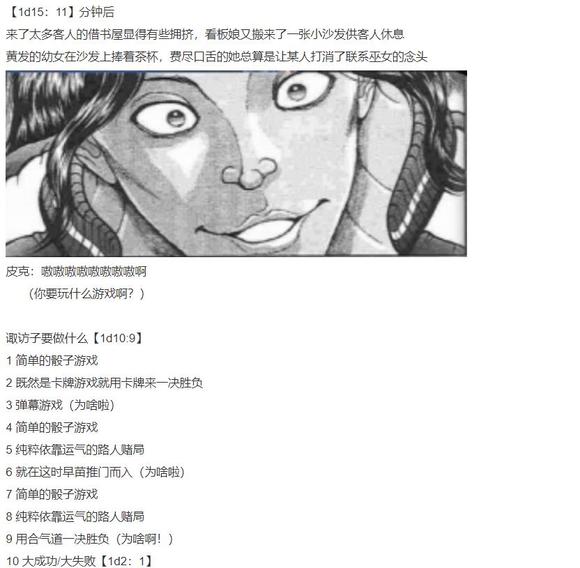 【1d15：11】分钟后
来了太多客人的借书屋显得有些拥挤，看板娘又搬来了一张小沙发供客人休息
黄发的幼女在沙发上捧着茶杯，费尽口舌的她总算是让某人打消了联系巫女的念头
皮克：嗷嗷嗷嗷嗷嗷嗷嗷嗷啊
（你要玩什么游戏啊？）
诹访子要做什么【1d10:9】
1 简单的骰子游戏
2 既然是卡牌游戏就用卡牌来一决胜负
3 弹幕游戏（为啥啦）
4 简单的骰子游戏
5 纯粹依靠运气的路人赌局
6 就在这时早苗推门而入（为啥啦）
7 简单的骰子游戏
8 纯粹依靠运气的路人赌局
9 用合气道一决胜负（为啥啊！）
10 大成功/大失败【1d2：1】